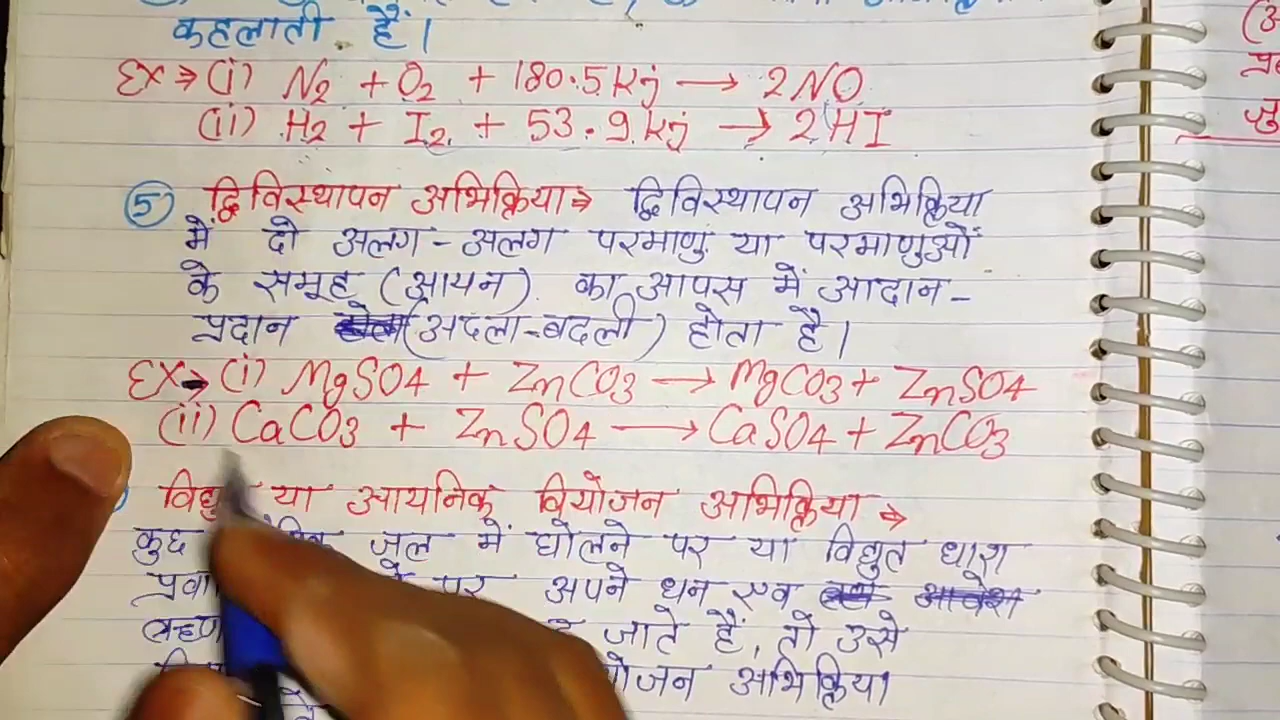 कहलाती हैं।
Ex ⇒ (i) N2 + O2 + 180.5 kj → 2NO
(ii) H2 + I2 + 53.9 kj → 2HI
(5) द्विविस्थापन अभिक्रिया ⇒ द्विविस्थापन अभिक्रिया
में दो अलग-अलग परमाणु या परमाणुओं
के समूह (आयन) का आपस में आदान-
प्रदान (अदला-बदली) होता है।
Ex → (i) MgSO4 + ZnCO3 → MgCO3 + ZnSO4
(ii) CaCO3 + ZnSO4 → CaSO4 + ZnCO3
या आयनिक वियोजन अभिक्रिया ⇒
कुछ जल में घोलने पर या विद्युत धारा
पर अपने धन एव
जाते हैं, तो उसे
अभिक्रिया